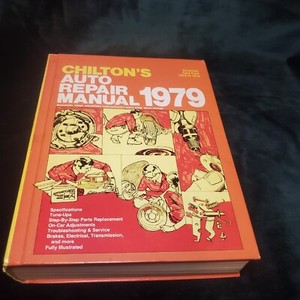 CHILTON'S
AUTO
REPAIR
MANUAL 1979
Specifications
Tune-Ups
Step-By-Step Parts Replacement
On-Car Adjustments
Troubleshooting & Service
Brakes, Electrical, Transmission,
and more
Fully Illustrated